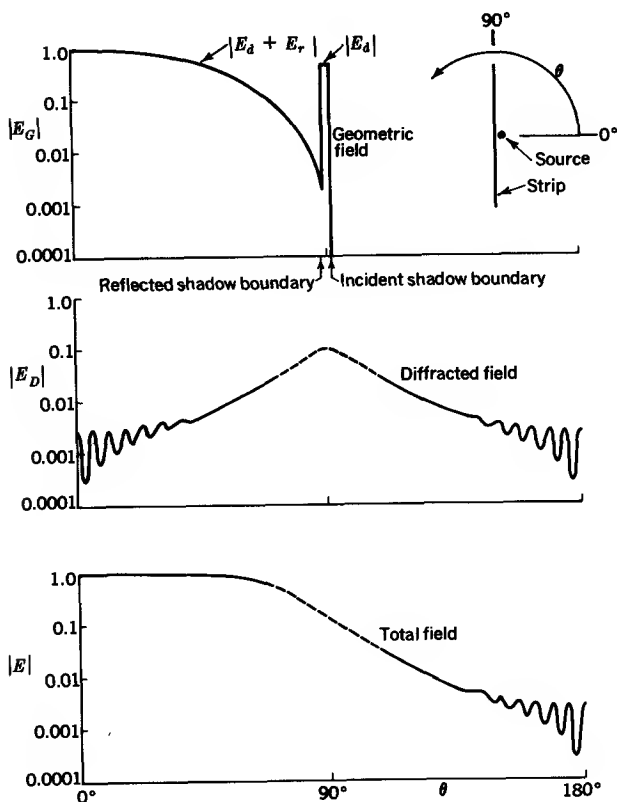 |E_d + E_r| |E_d|
90°
1.0
0.1
0.01
0.001
0.0001
|E_G|
Geometric
field
θ
0°
Source
Strip
Reflected shadow boundary
Incident shadow boundary
1.0
0.1
0.01
0.001
0.0001
|E_D|
Diffracted field
1.0
0.1
0.01
0.001
0.0001
|E|
Total field
0° 90° θ 180°